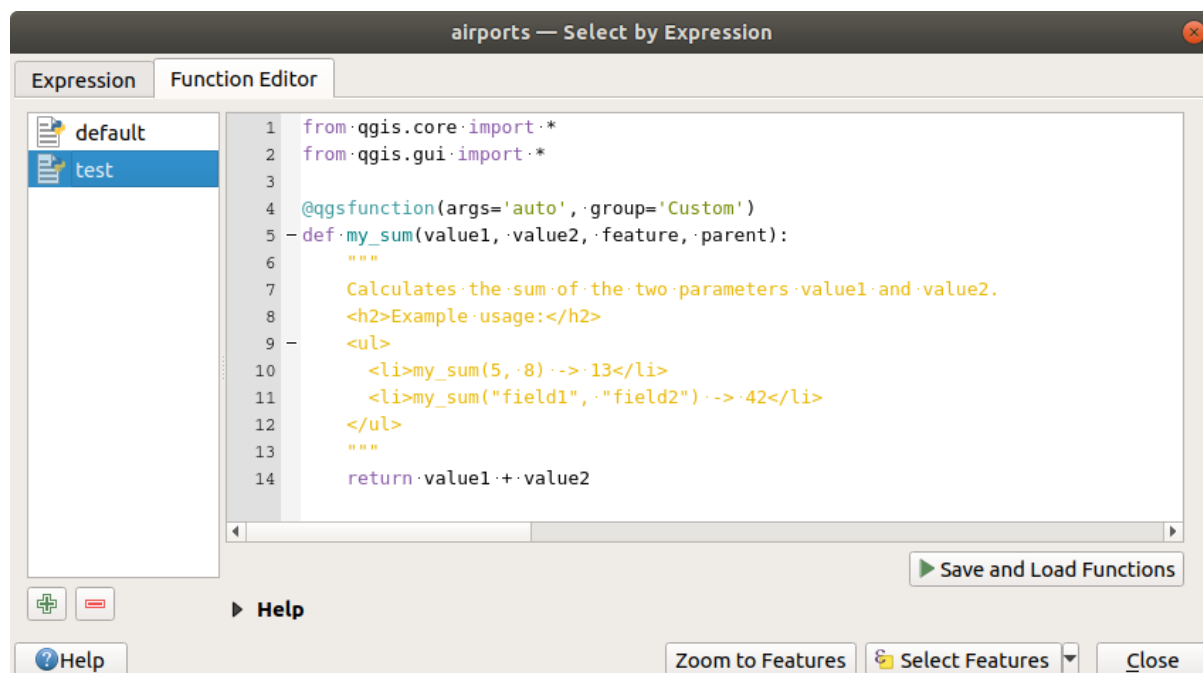 airports — Select by Expression
Expression
Function Editor
default
test
1 from qgis.core import *
2 from qgis.gui import *
3
4 @qgsfunction(args='auto', group='Custom')
5 def my_sum(value1, value2, feature, parent):
6 """
7 Calculates the sum of the two parameters value1 and value2.
8 <h2>Example usage:</h2>
9 <ul>
10 <li>my_sum(5, 8) -> 13</li>
11 <li>my_sum("field1", "field2") -> 42</li>
12 </ul>
13 """
14 return value1 + value2
Save and Load Functions
Help
Help
Zoom to Features
Select Features
Close